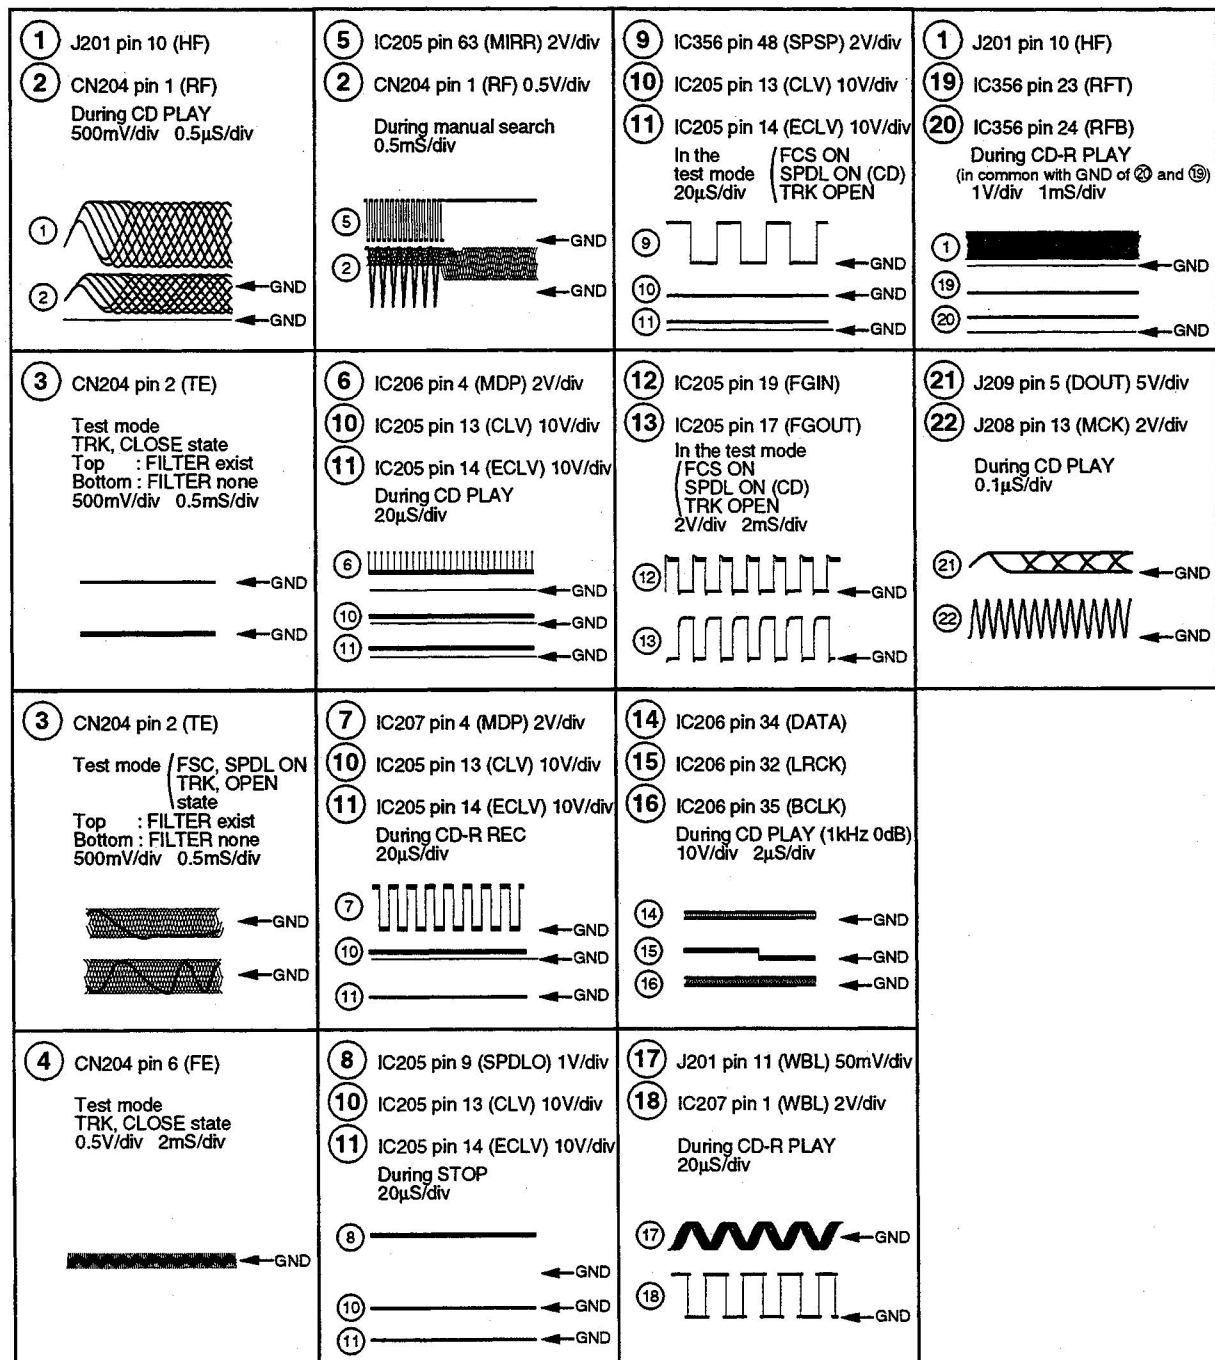 1 J201 pin 10 (HF)
2 CN204 pin 1 (RF)
During CD PLAY
500mV/div 0.5µS/div
1
2
GND
GND
5 IC205 pin 63 (MIRR) 2V/div
2 CN204 pin 1 (RF) 0.5V/div
During manual search
0.5mS/div
5
GND
2
GND
9 IC356 pin 48 (SPSP) 2V/div
10 IC205 pin 13 (CLV) 10V/div
11 IC205 pin 14 (ECLV) 10V/div
In the
test mode
20µS/div
FCS ON
SPDL ON (CD)
TRK OPEN
9
GND
10
11
GND
1 J201 pin 10 (HF)
19 IC356 pin 23 (RFT)
20 IC356 pin 24 (RFB)
During CD-R PLAY
(in common with GND of 20 and 19)
1V/div 1mS/div
1
GND
19
20
GND
3 CN204 pin 2 (TE)
Test mode
TRK, CLOSE state
Top : FILTER exist
Bottom : FILTER none
500mV/div 0.5mS/div
GND
GND
6 IC206 pin 4 (MDP) 2V/div
10 IC205 pin 13 (CLV) 10V/div
11 IC205 pin 14 (ECLV) 10V/div
During CD PLAY
20µS/div
6
GND
10
GND
11
GND
12 IC205 pin 19 (FGIN)
13 IC205 pin 17 (FGOUT)
In the test mode
FCS ON
SPDL ON (CD)
TRK OPEN
2V/div 2mS/div
12
GND
13
GND
21 J209 pin 5 (DOUT) 5V/div
22 J208 pin 13 (MCK) 2V/div
During CD PLAY
0.1µS/div
21
GND
22
GND
3 CN204 pin 2 (TE)
Test mode
FSC, SPDL ON
TRK, OPEN
state
Top : FILTER exist
Bottom : FILTER none
500mV/div 0.5mS/div
GND
GND
7 IC207 pin 4 (MDP) 2V/div
10 IC205 pin 13 (CLV) 10V/div
11 IC205 pin 14 (ECLV) 10V/div
During CD-R REC
20µS/div
7
GND
10
GND
11
GND
14 IC206 pin 34 (DATA)
15 IC206 pin 32 (LRCK)
16 IC206 pin 35 (BCLK)
During CD PLAY (1kHz 0dB)
10V/div 2µS/div
14
GND
15
GND
16
GND
4 CN204 pin 6 (FE)
Test mode
TRK, CLOSE state
0.5V/div 2mS/div
GND
8 IC205 pin 9 (SPDLO) 1V/div
10 IC205 pin 13 (CLV) 10V/div
11 IC205 pin 14 (ECLV) 10V/div
During STOP
20µS/div
8
GND
10
GND
11
GND
17 J201 pin 11 (WBL) 50mV/div
18 IC207 pin 1 (WBL) 2V/div
During CD-R PLAY
20µS/div
17
GND
18
GND